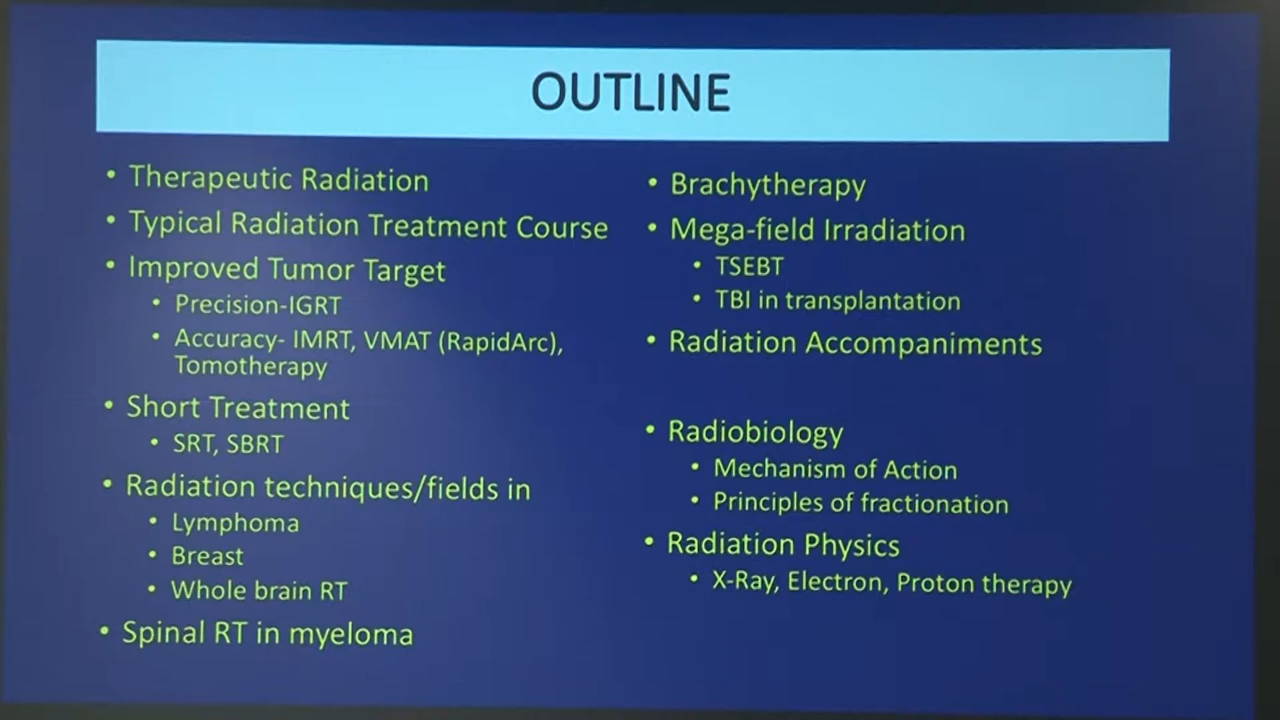 OUTLINE
• Therapeutic Radiation
• Typical Radiation Treatment Course
• Improved Tumor Target
• Precision-IGRT
• Accuracy- IMRT, VMAT (RapidArc),
Tomotherapy
• Short Treatment
• SRT, SBRT
• Radiation techniques/fields in
• Lymphoma
• Breast
• Whole brain RT
• Spinal RT in myeloma
• Brachytherapy
• Mega-field Irradiation
• TSEBT
• TBI in transplantation
• Radiation Accompaniments
• Radiobiology
• Mechanism of Action
• Principles of fractionation
• Radiation Physics
• X-Ray, Electron, Proton therapy